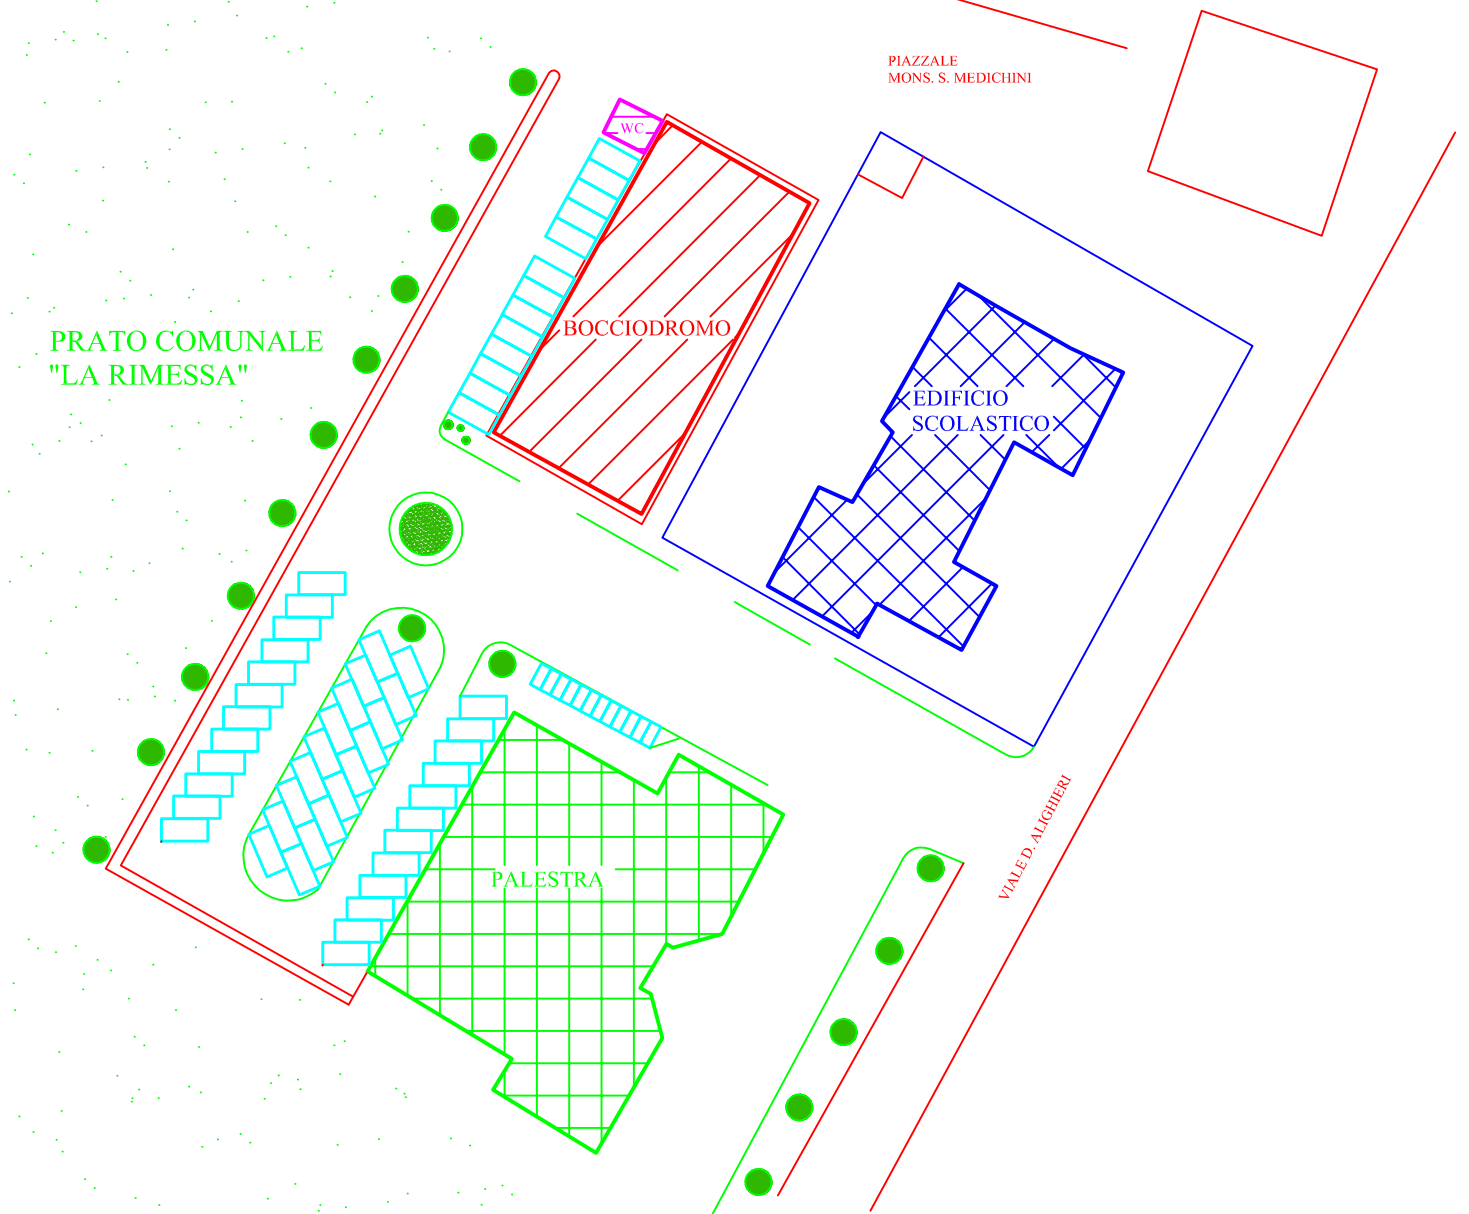 PIAZZALE
MONS. S. MEDICHINI
WC
BOCCIODROMO
PRATO COMUNALE
"LA RIMESSA"
EDIFICIO
SCOLASTICO
VIALE D. ALIGHIERI
PALESTRA